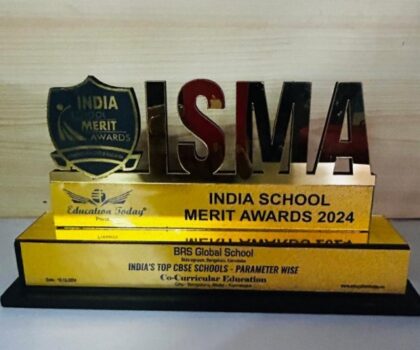 INDIA
SCHOOL
MERIT
AWARDS
ISMA
Education Today
INDIA SCHOOL
MERIT AWARDS 2024
BRS Global School
INDIA'S TOP CBSE SCHOOLS - PARAMETER WISE
Co-Curricular Education